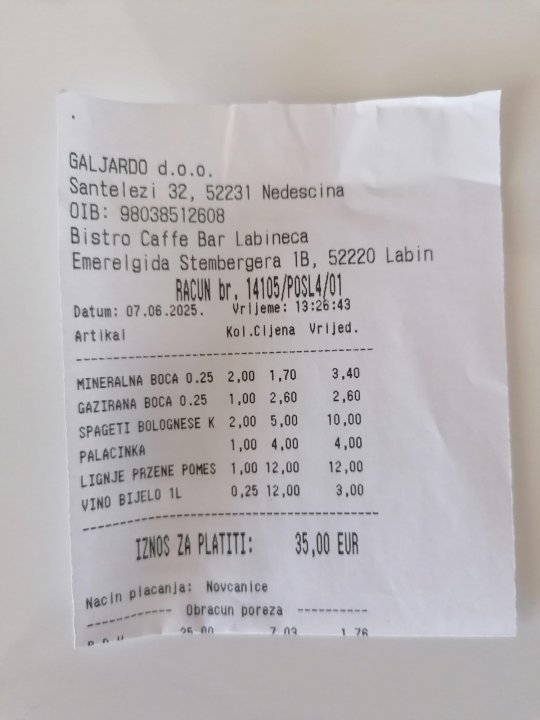 GALJARDO d.o.o.
Santelezi 32, 52231 Nedescina
OIB: 98038512608
Bistro Caffe Bar Labineca
Emerelgida Stembergera 1B, 52220 Labin
RACUN br. 14105/POSL4/01
Datum: 07.06.2025. Vrijeme: 13:26:43
Artikal Kol.Cijena Vrijed.
MINERALNA BOCA 0.25 2,00 1,70 3,40
GAZIRANA BOCA 0.25 1,00 2,60 2,60
SPAGETI BOLOGNESE K 2,00 5,00 10,00
PALACINKA 1,00 4,00 4,00
LIGNJE PRZENE POMES 1,00 12,00 12,00
VINO BIJELO 1L 0,25 12,00 3,00
IZNOS ZA PLATITI: 35,00 EUR
Nacin placanja: Novcanice
---------- Obracun poreza ----------